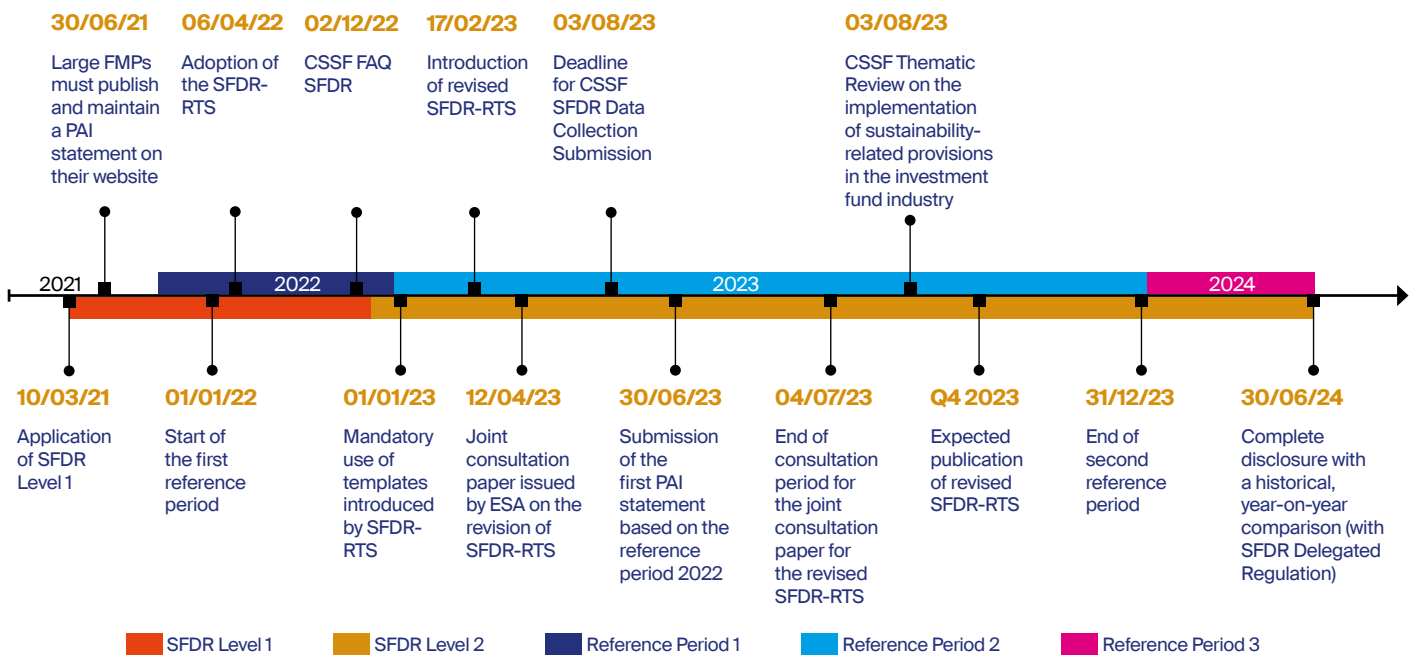 30/06/21
Large FMPs
must publish
and maintain
a PAI
statement on
their website
06/04/22
Adoption of
the SFDR-
RTS
02/12/22
CSSF FAQ
SFDR
17/02/23
Introduction
of revised
SFDR-RTS
03/08/23
Deadline
for CSSF
SFDR Data
Collection
Submission
03/08/23
CSSF Thematic
Review on the
implementation
of sustainability-
related provisions
in the investment
fund industry
2021
2022
2023
2024
10/03/21
Application
of SFDR
Level 1
01/01/22
Start of
the first
reference
period
01/01/23
Mandatory
use of
templates
introduced
by SFDR-
RTS
12/04/23
Joint
consultation
paper issued
by ESA on the
revision of
SFDR-RTS
30/06/23
Submission
of the
first PAI
statement
based on the
reference
period 2022
04/07/23
End of
consultation
period for
the joint
consultation
paper for
the revised
SFDR-RTS
Q4 2023
Expected
publication
of revised
SFDR-RTS
31/12/23
End of
second
reference
period
30/06/24
Complete
disclosure with
a historical,
year-on-year
comparison (with
SFDR Delegated
Regulation)
SFDR Level 1
SFDR Level 2
Reference Period 1
Reference Period 2
Reference Period 3